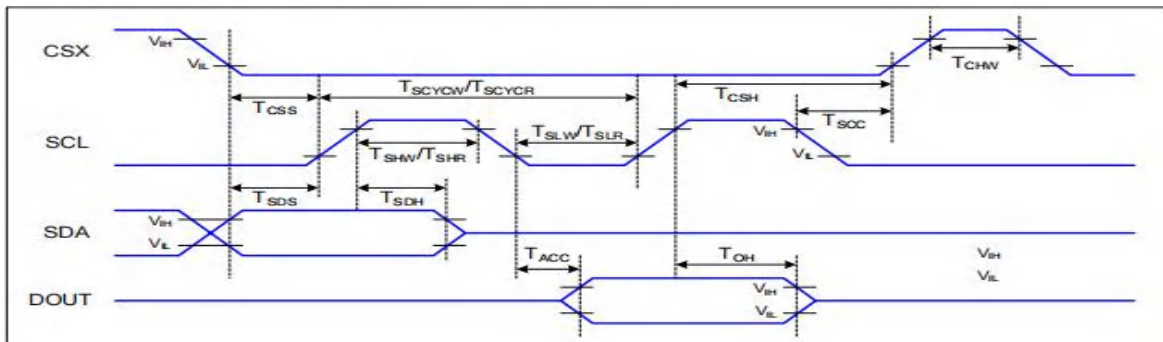 CSX
VIH
VIL
TCSS
TSCYCW/TSCYCR
TCSH
TCHW
TSCC
SCL
TSHW/TSHR
TSLW/TSLR
VIH
VIL
TSDS
TSDH
SDA
VIH
VIL
TACC
TOH
VIH
VIL
DOUT
VIH
VIL